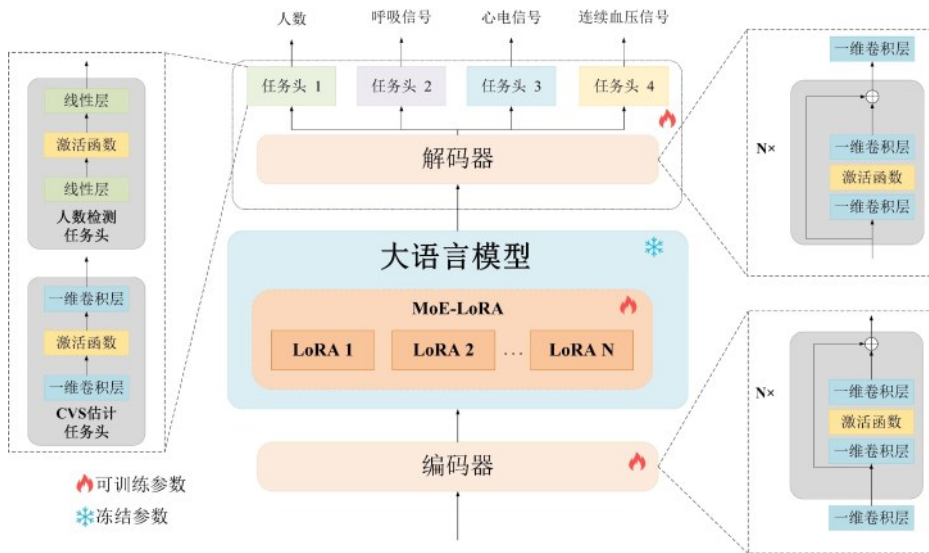 人数
呼吸信号
心电信号
连续血压信号
任务头 1
任务头 2
任务头 3
任务头 4
解码器
大语言模型
MoE-LoRA
LoRA 1
LoRA 2
...
LoRA N
编码器
线性层
激活函数
线性层
人数检测
任务头
一维卷积层
激活函数
一维卷积层
CVS估计
任务头
可训练参数
冻结参数
一维卷积层
N×
一维卷积层
激活函数
一维卷积层
N×
一维卷积层
激活函数
一维卷积层
一维卷积层